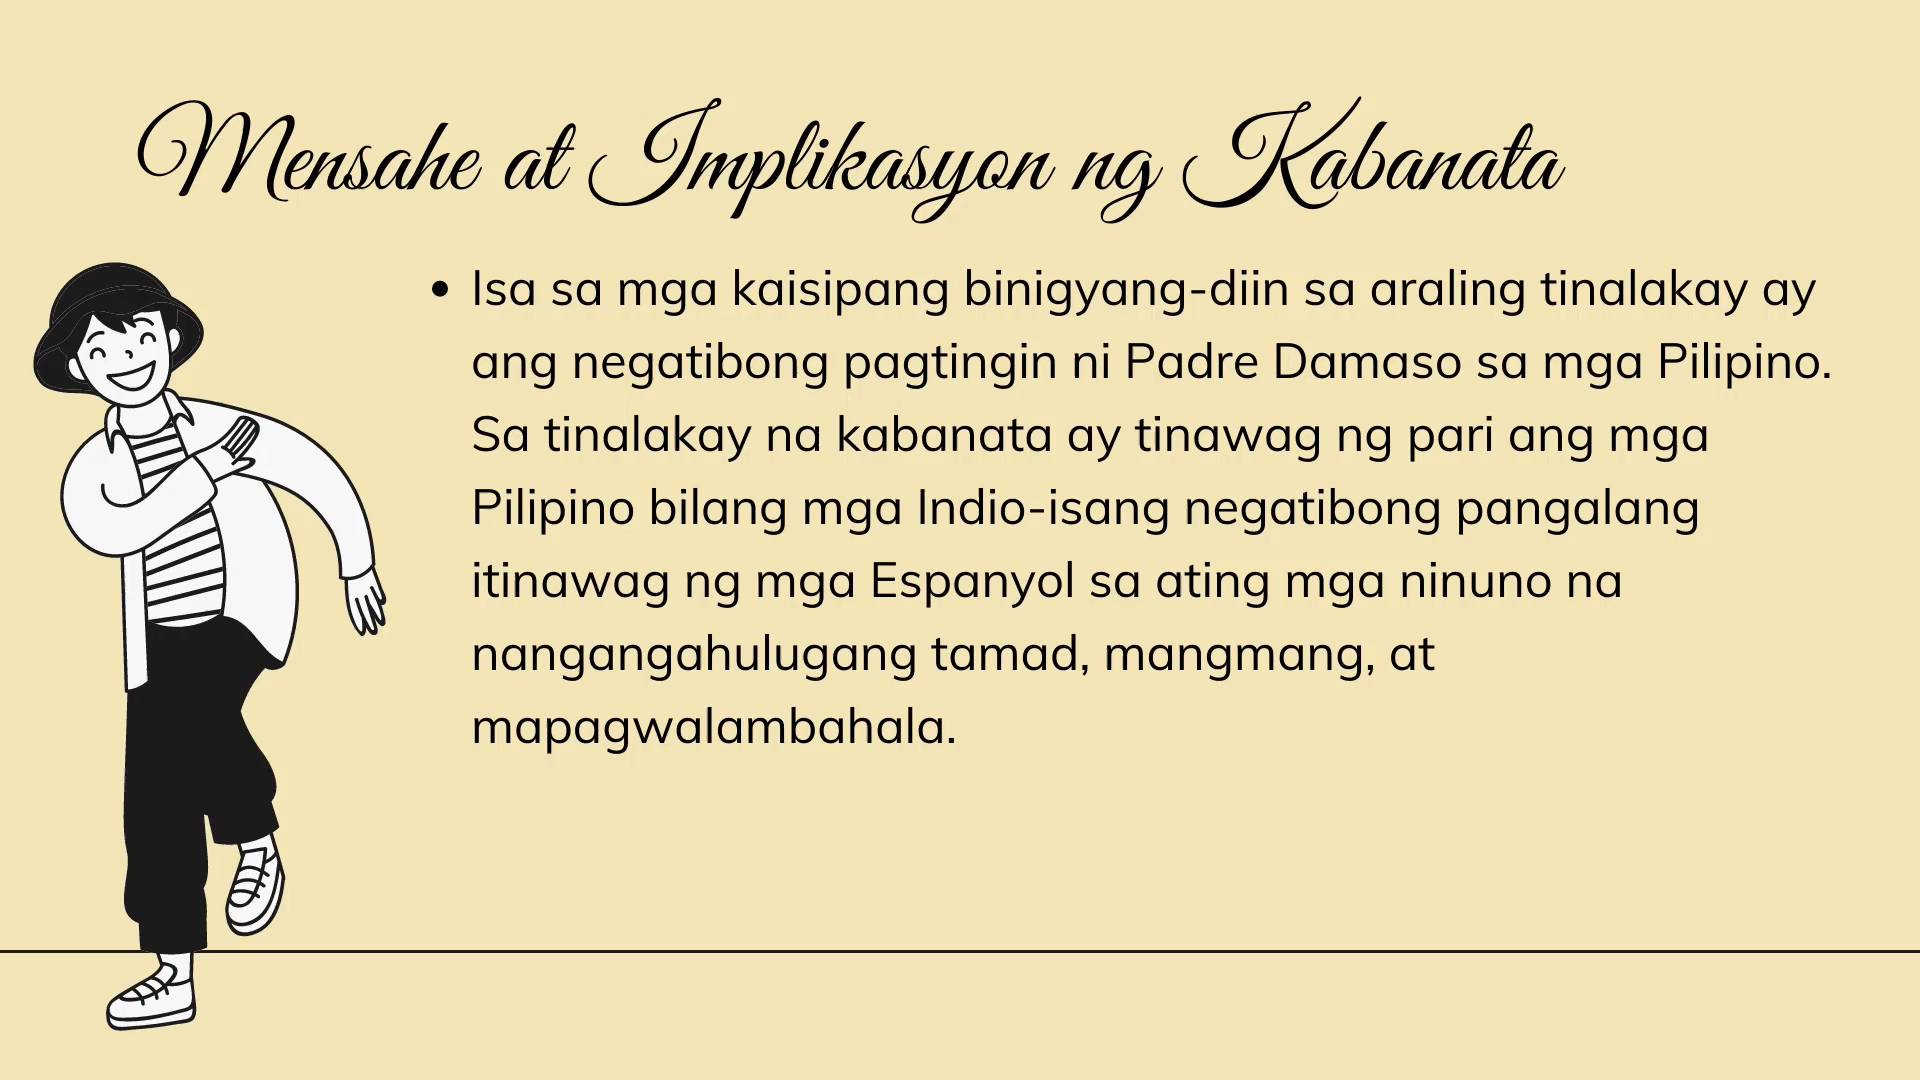 Mensahe at Implikasyon ng Kabanata
• Isa sa mga kaisipang binigyang-diin sa araling tinalakay ay
ang negatibong pagtingin ni Padre Damaso sa mga Pilipino.
Sa tinalakay na kabanata ay tinawag ng pari ang mga
Pilipino bilang mga Indio-isang negatibong pangalang
itinawag ng mga Espanyol sa ating mga ninuno na
nangangahulugang tamad, mangmang, at
mapagwalambahala.